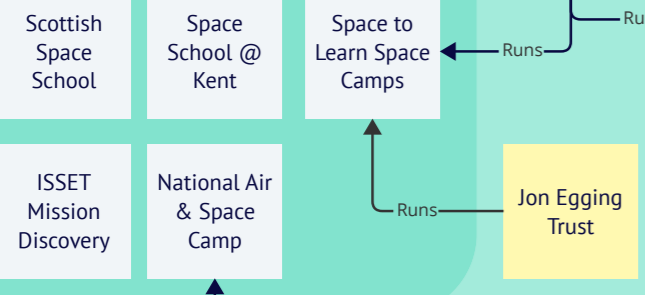 Scottish
Space
School
Space
School @
Kent
Space to
Learn Space
Camps
Runs
Ru
ISSET
Mission
Discovery
National Air
& Space
Camp
Runs
Jon Egging
Trust